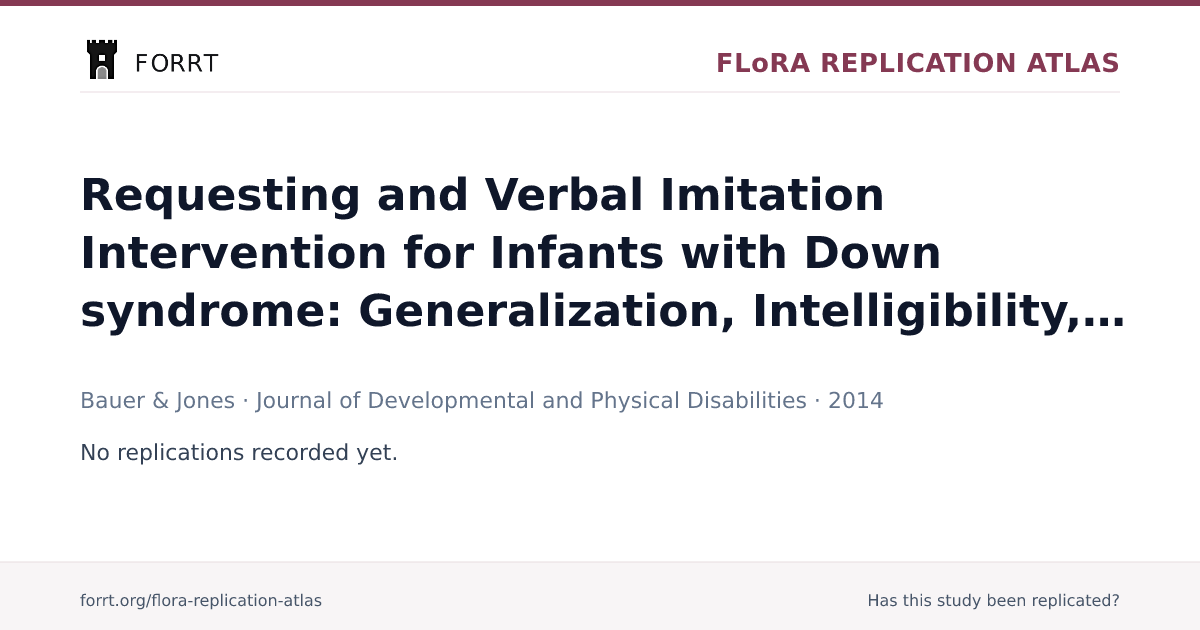 FORRT
FLoRA REPLICATION ATLAS
Requesting and Verbal Imitation
Intervention for Infants with Down
syndrome: Generalization, Intelligibility,…
Bauer & Jones · Journal of Developmental and Physical Disabilities · 2014
No replications recorded yet.
forrt.org/flora-replication-atlas
Has this study been replicated?